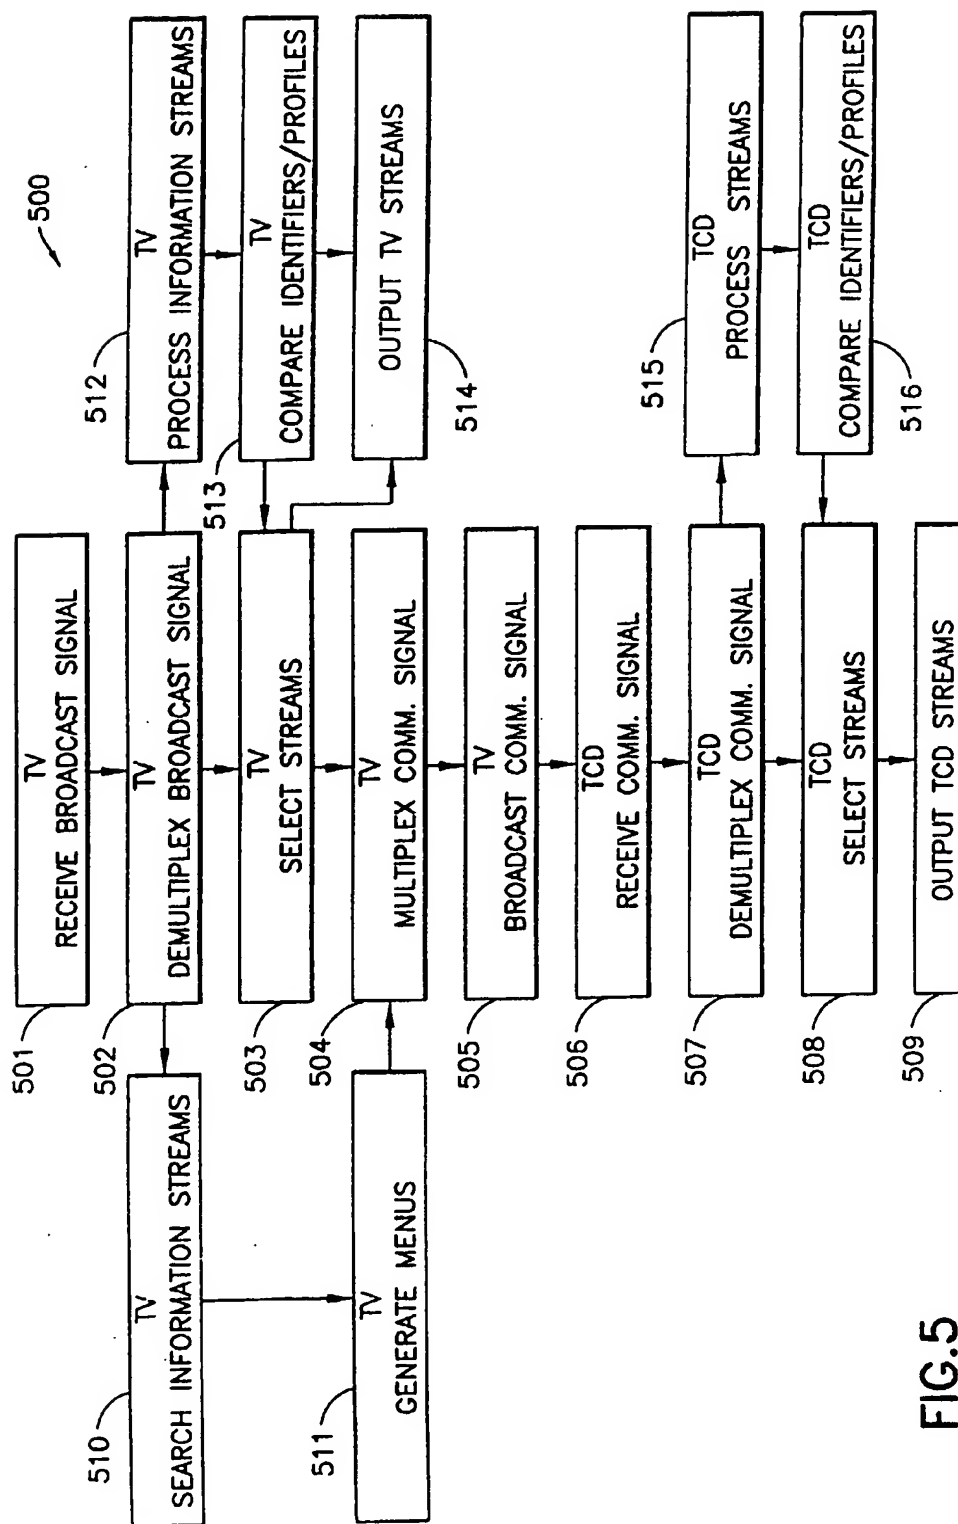 500
501
TV
RECEIVE BROADCAST SIGNAL
502
TV
DEMULTIPLEX BROADCAST SIGNAL
503
TV
SELECT STREAMS
504
TV
MULTIPLEX COMM. SIGNAL
505
TV
BROADCAST COMM. SIGNAL
506
TCD
RECEIVE COMM. SIGNAL
507
TCD
DEMULTIPLEX COMM. SIGNAL
508
TCD
SELECT STREAMS
509
OUTPUT TCD STREAMS
510
TV
SEARCH INFORMATION STREAMS
511
TV
GENERATE MENUS
512
TV
PROCESS INFORMATION STREAMS
513
TV
COMPARE IDENTIFIERS/PROFILES
514
OUTPUT TV STREAMS
515
TCD
PROCESS STREAMS
516
TCD
COMPARE IDENTIFIERS/PROFILES
FIG.5